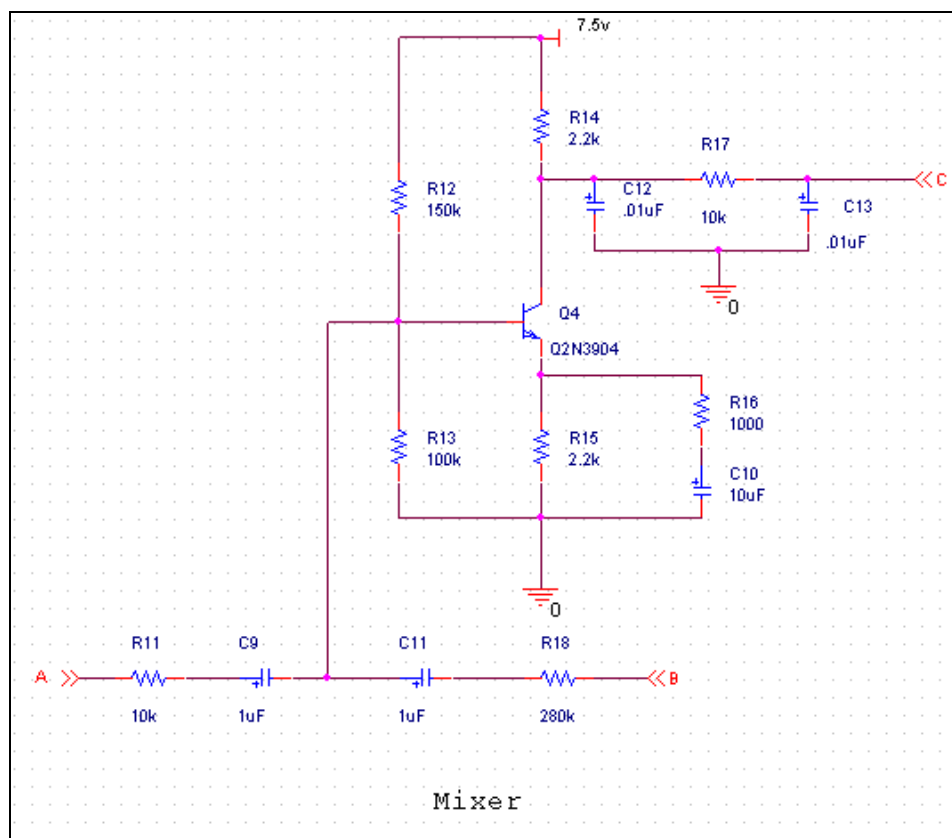 7.5v
R14
2.2k
R17
10k
C
R12
150k
C12
.01uF
C13
.01uF
0
Q4
Q2N3904
R16
1000
R13
100k
R15
2.2k
C10
10uF
0
R11
10k
C9
1uF
C11
1uF
R18
280k
A
B
Mixer